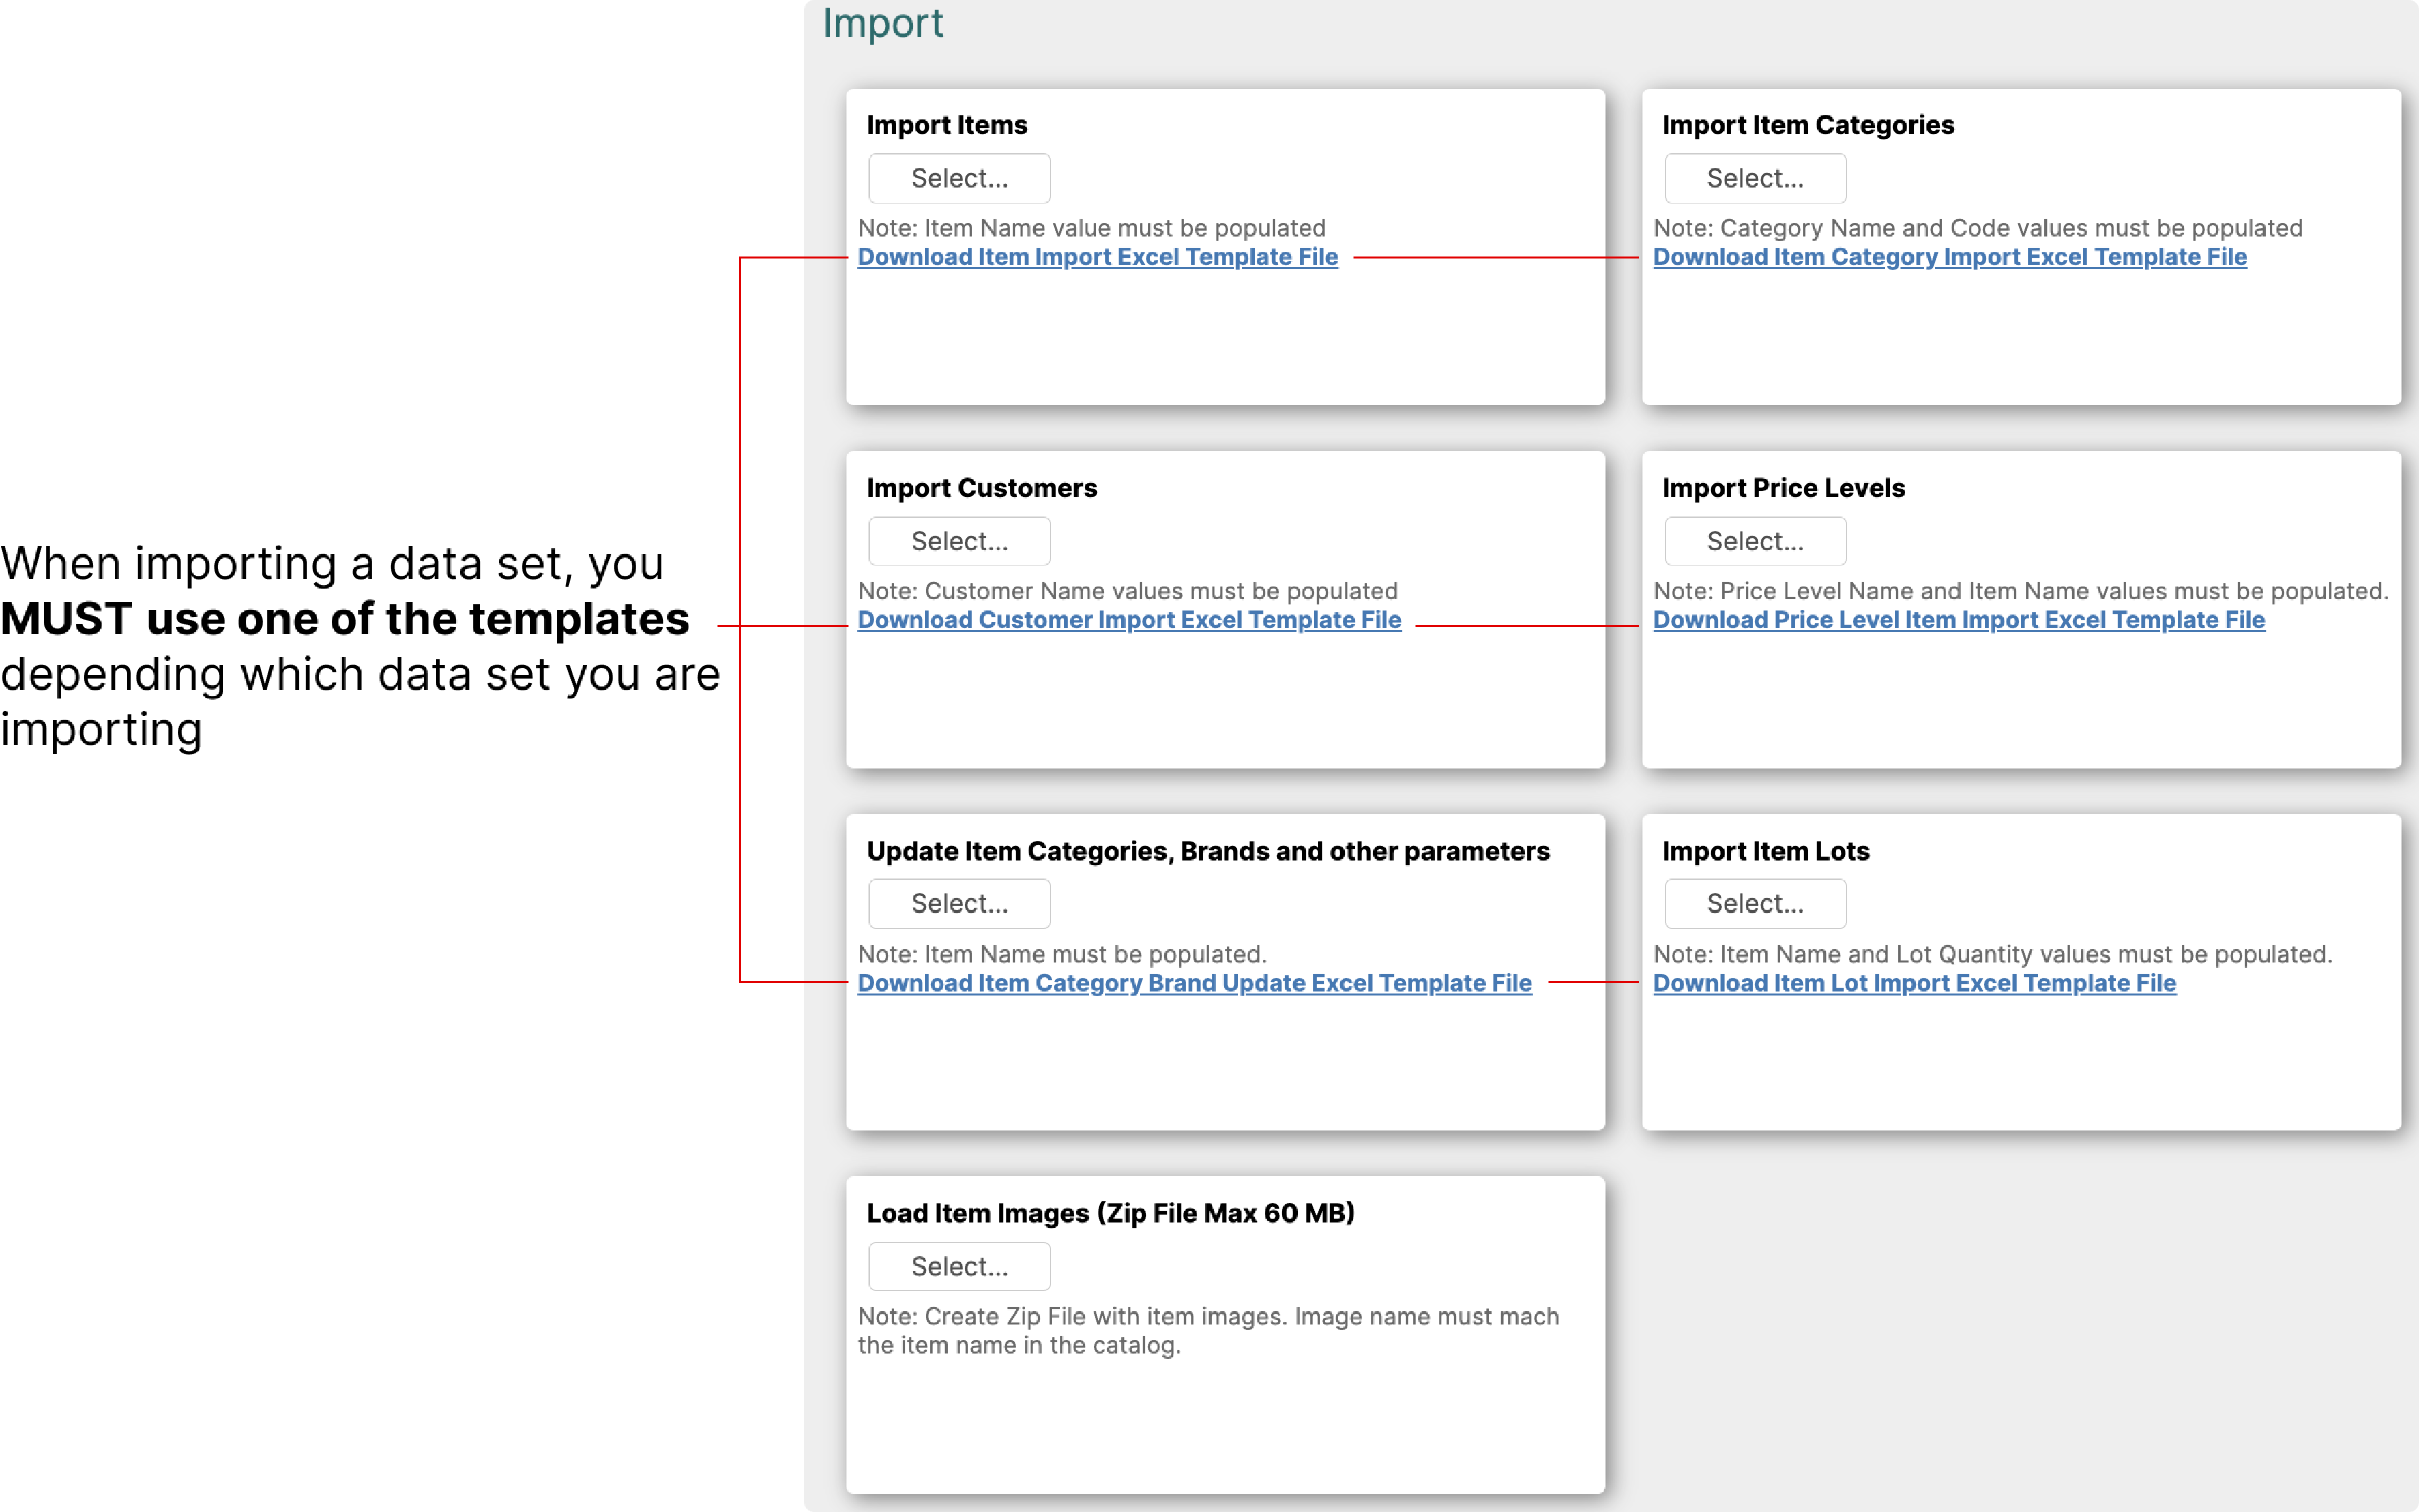 Import
Import Items
Select...
Note: Item Name value must be populated
Download Item Import Excel Template File
Import Item Categories
Select...
Note: Category Name and Code values must be populated
Download Item Category Import Excel Template File
When importing a data set, you
MUST use one of the templates
depending which data set you are
importing
Import Customers
Select...
Note: Customer Name values must be populated
Download Customer Import Excel Template File
Import Price Levels
Select...
Note: Price Level Name and Item Name values must be populated.
Download Price Level Item Import Excel Template File
Update Item Categories, Brands and other parameters
Select...
Note: Item Name must be populated.
Download Item Category Brand Update Excel Template File
Import Item Lots
Select...
Note: Item Name and Lot Quantity values must be populated.
Download Item Lot Import Excel Template File
Load Item Images (Zip File Max 60 MB)
Select...
Note: Create Zip File with item images. Image name must mach
the item name in the catalog.